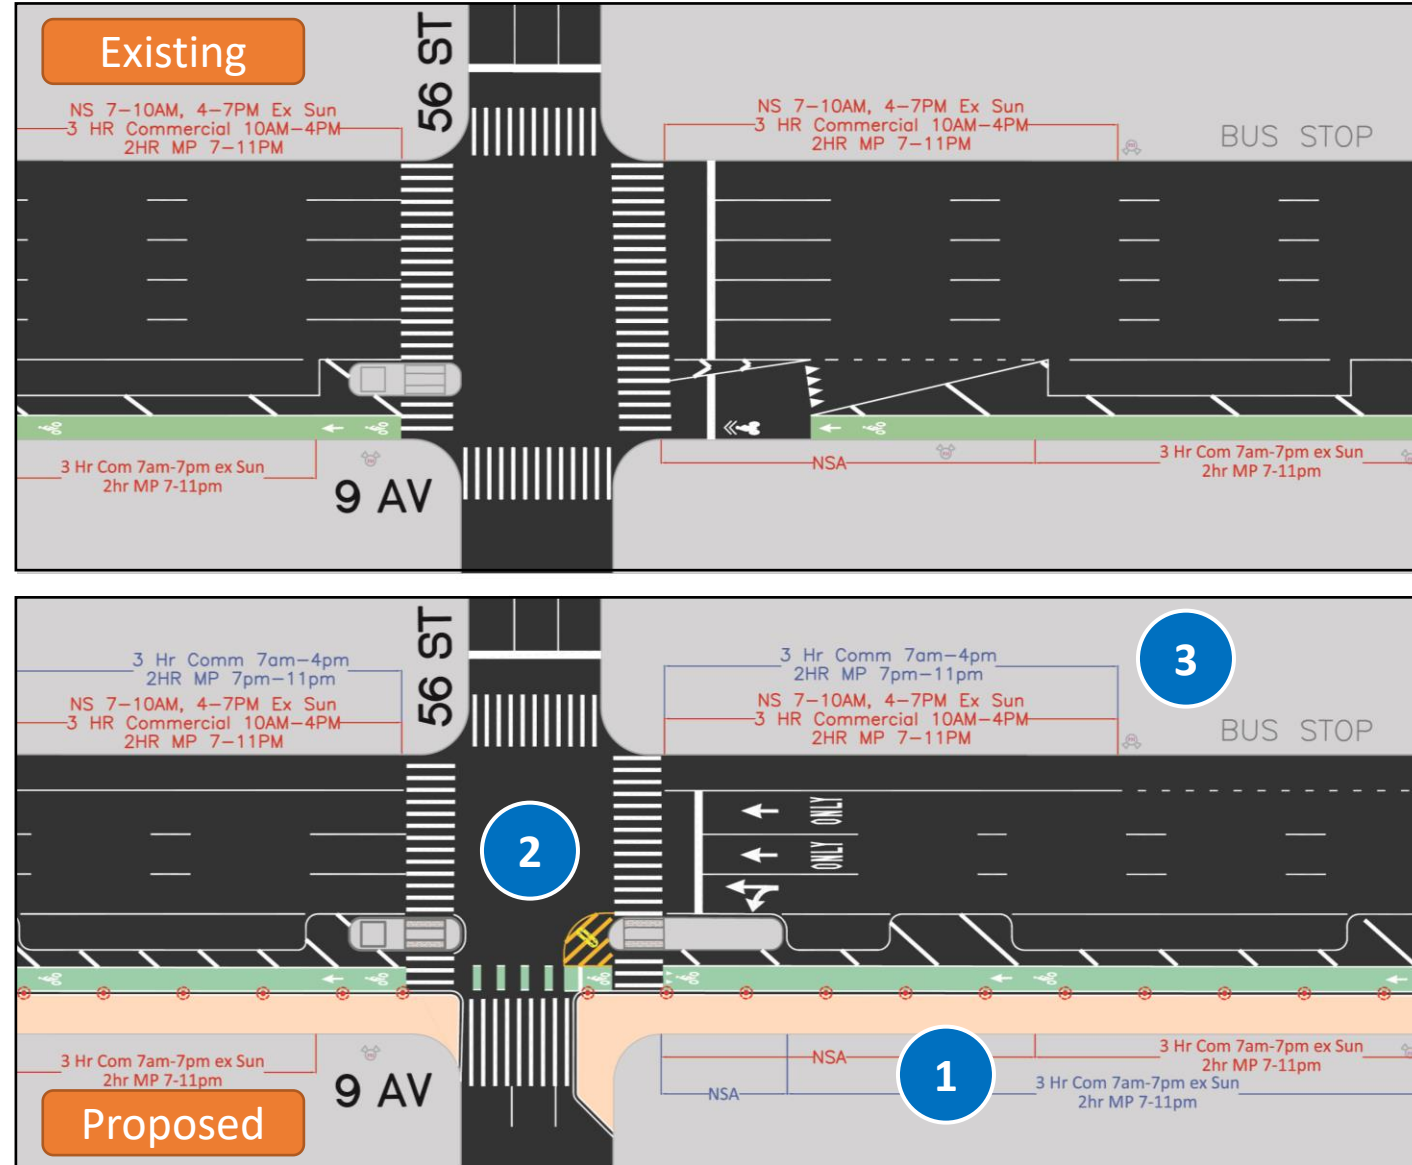 Existing
56 ST
NS 7-10AM, 4-7PM Ex Sun
3 HR Commercial 10AM-4PM
2HR MP 7-11PM
NS 7-10AM, 4-7PM Ex Sun
3 HR Commercial 10AM-4PM
2HR MP 7-11PM
BUS STOP
3 Hr Com 7am-7pm ex Sun
2hr MP 7-11pm
9 AV
NSA
3 Hr Com 7am-7pm ex Sun
2hr MP 7-11pm
56 ST
3 Hr Comm 7am-4pm
2HR MP 7pm-11pm
NS 7-10AM, 4-7PM Ex Sun
3 HR Commercial 10AM-4PM
2HR MP 7-11PM
3 Hr Comm 7am-4pm
2HR MP 7pm-11pm
NS 7-10AM, 4-7PM Ex Sun
3 HR Commercial 10AM-4PM
2HR MP 7-11PM
3
BUS STOP
ONLY
ONLY
2
3 Hr Com 7am-7pm ex Sun
2hr MP 7-11pm
9 AV
Proposed
NSA
NSA
1
3 Hr Com 7am-7pm ex Sun
2hr MP 7-11pm
3 Hr Com 7am-7pm ex Sun
2hr MP 7-11pm